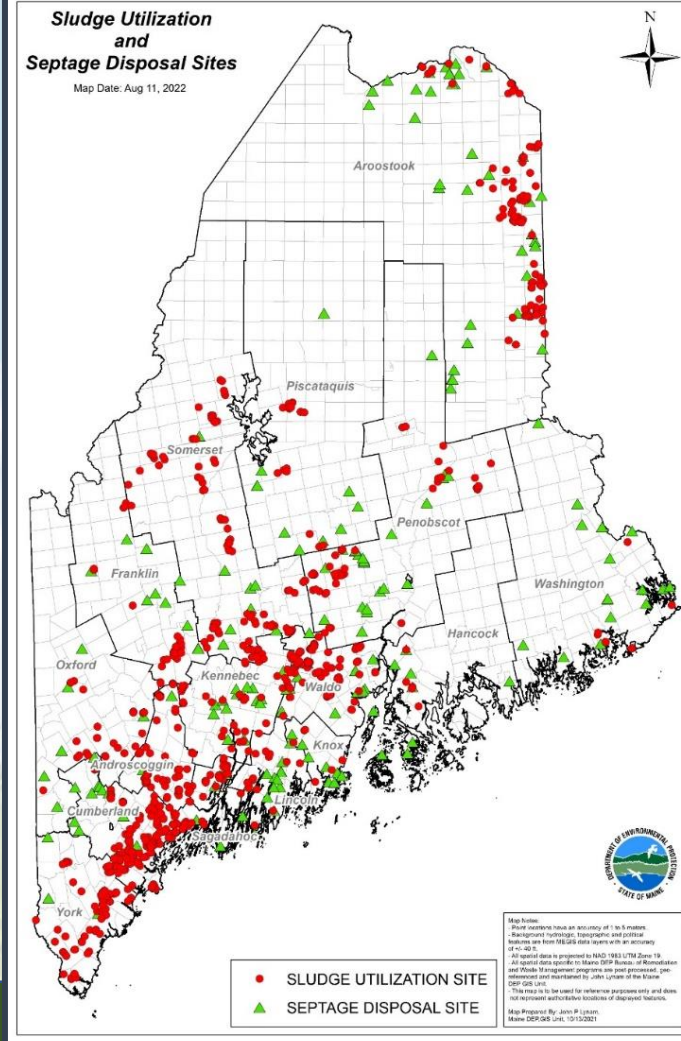 Sludge Utilization
and
Septage Disposal Sites
Map Date: Aug 11, 2022
N
Aroostook
Piscataquis
Somerset
Penobscot
Franklin
Washington
Hancock
Oxford
Kennebec
Waldo
Knox
Androscoggin
Lincoln
Cumberland
Sagadahoc
York
DEPARTMENT OF ENVIRONMENTAL PROTECTION
STATE OF MAINE
SLUDGE UTILIZATION SITE
SEPTAGE DISPOSAL SITE
Map Notes:
- Point locations have an accuracy of 1 to 5 meters.
- Background hydrologic, topographic and political
features are from MEGIS data layers with an accuracy
of +/- 40 ft.
- All spatial data is projected to NAD 1983 UTM Zone 19.
- All spatial data specific to Maine DEP Bureau of Remediation
and Waste Management programs are post processed, geo-
referenced and maintained by John Lynam of the Maine
DEP GIS Unit.
- This map is to be used for reference purposes only and does
not represent authoritative locations of displayed features.
Map Prepared By: John P Lynam,
Maine DEP,GIS Unit, 10/13/2021